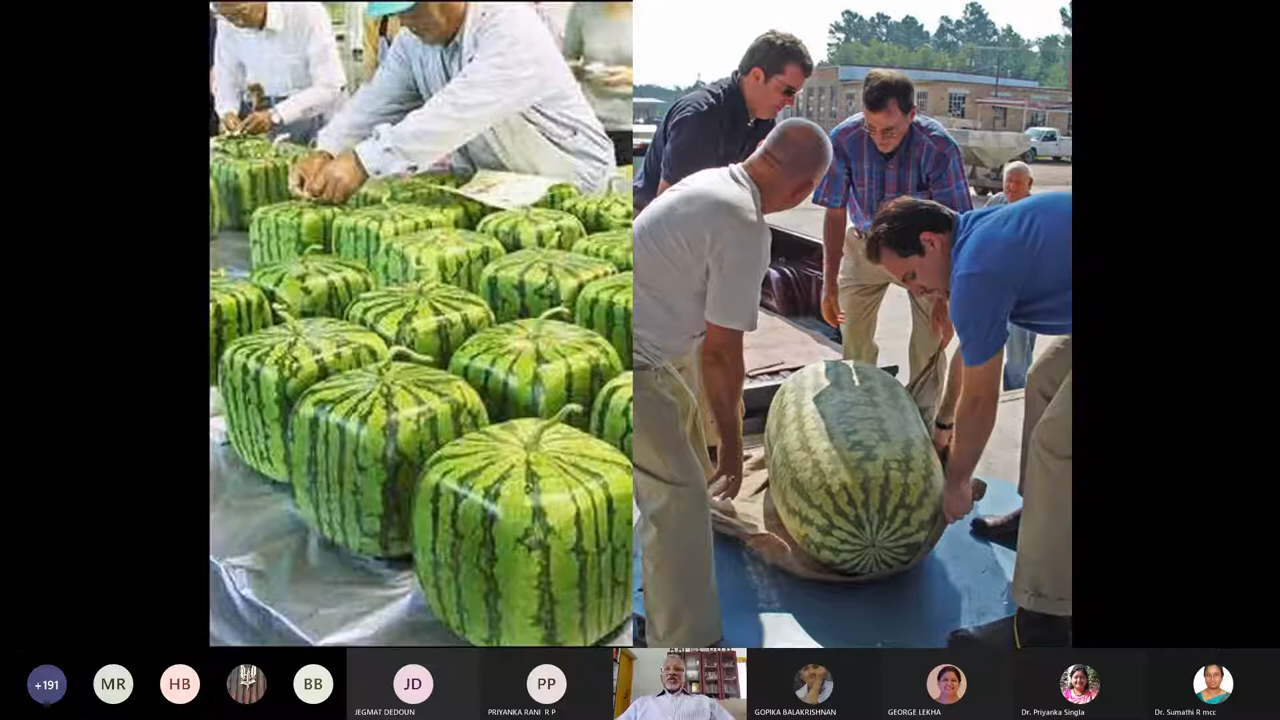 +191
MR
HB
BB
JD
PP
JEGMAT DEDOUN
PRIYANKA RANI R P
GOPIKA BALAKRISHNAN
GEORGE LEKHA
Dr. Priyanka Singla
Dr. Sumathi R mcc